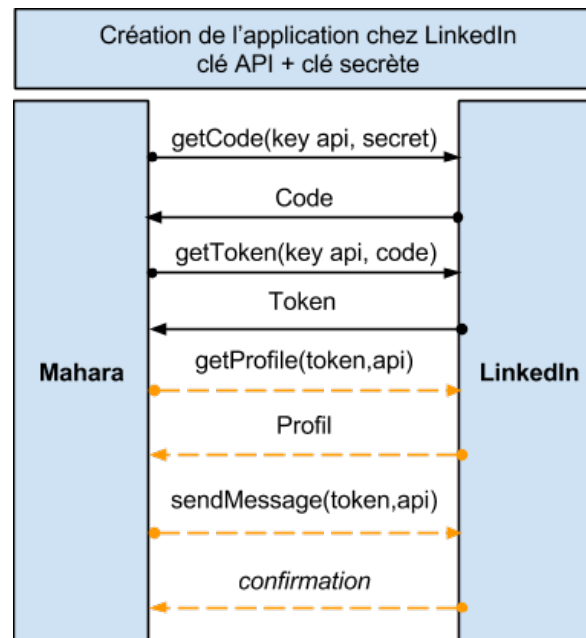 Création de l'application chez LinkedIn
clé API + clé secrète
getCode(key api, secret)
Code
getToken(key api, code)
Token
getProfile(token,api)
Mahara
LinkedIn
Profil
sendMessage(token,api)
confirmation